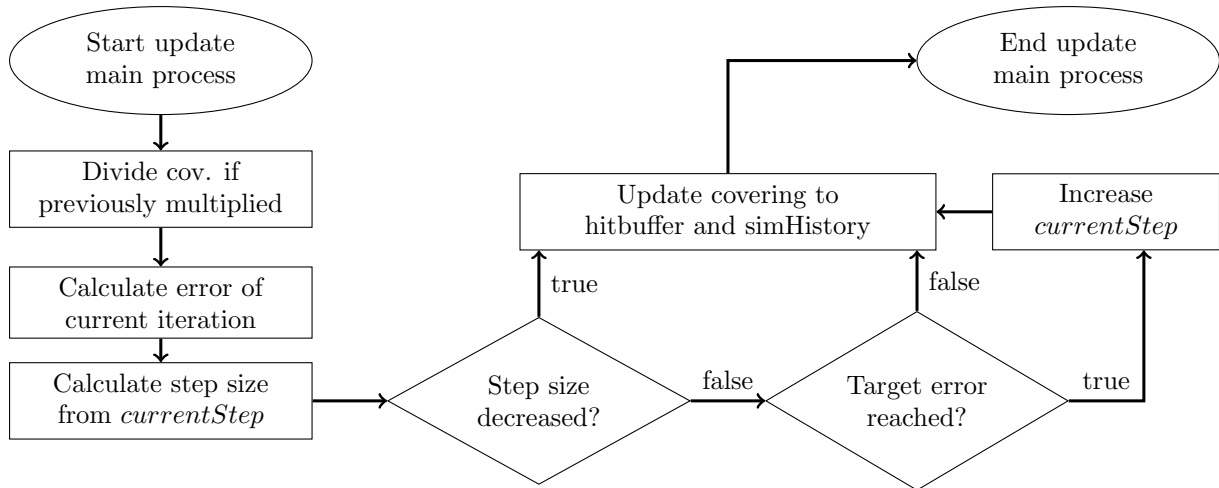 Start update
main process
Divide cov. if
previously multiplied
Calculate error of
current iteration
Calculate step size
from currentStep
Step size
decreased?
true
false
Target error
reached?
false
true
Increase
currentStep
Update covering to
hitbuffer and simHistory
End update
main process